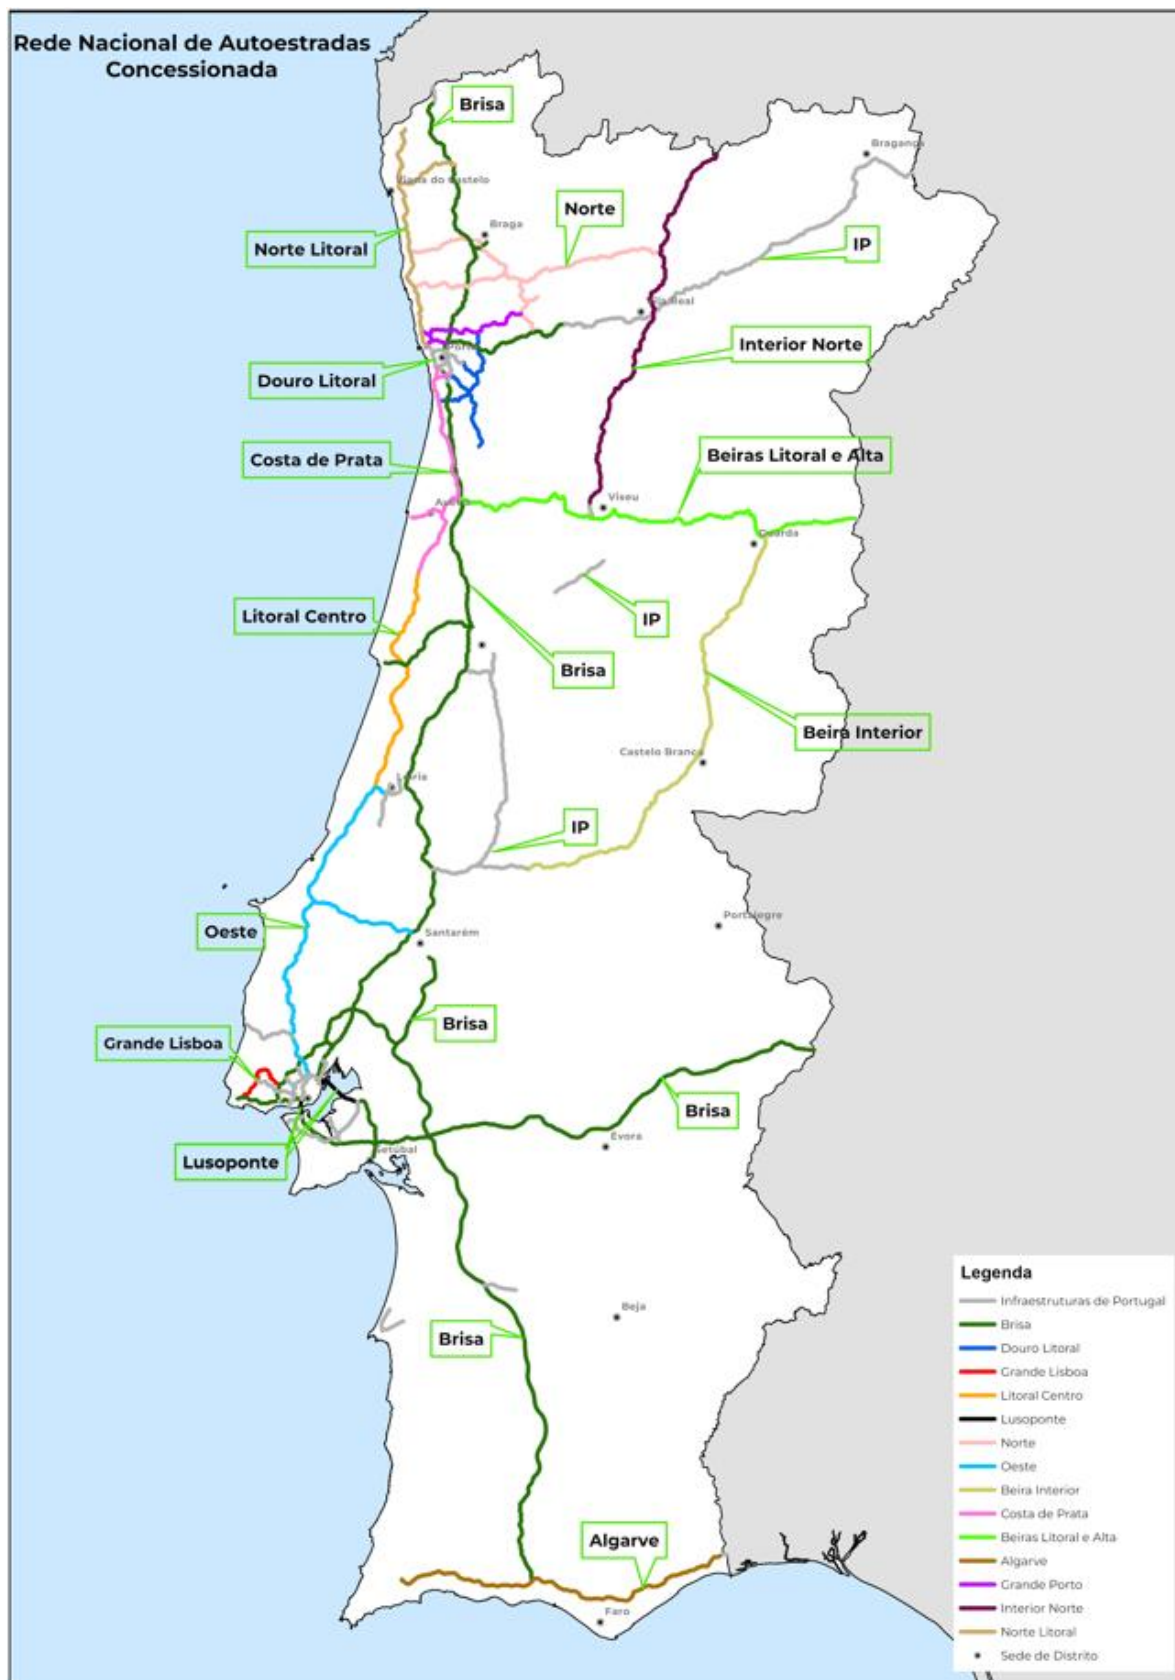 Rede Nacional de Autoestradas
Concessionada
Brisa
Bragança
Viana do Castelo
Norte
Braga
Norte Litoral
IP
Vila Real
Interior Norte
Porto
Douro Litoral
Beiras Litoral e Alta
Costa de Prata
Viseu
Aveiro
Guarda
Litoral Centro
IP
Brisa
Beira Interior
Castelo Branco
Leiria
IP
Portalegre
Oeste
Santarém
Brisa
Grande Lisboa
Brisa
Évora
Lusoponte
Setúbal
Legenda
Infraestruturas de Portugal
Brisa
Douro Litoral
Grande Lisboa
Litoral Centro
Lusoponte
Norte
Oeste
Beira Interior
Costa de Prata
Beiras Litoral e Alta
Algarve
Grande Porto
Interior Norte
Norte Litoral
Sede de Distrito
Beja
Brisa
Algarve
Faro